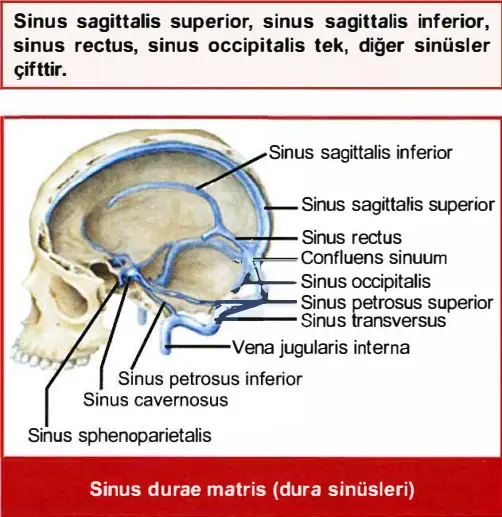 Sinus sagittalis superior, sinus sagittalis inferior,
sinus rectus, sinus occipitalis tek, diğer sinüsler
çifttir.
Sinus sagittalis inferior
Sinus sagittalis superior
Sinus rectus
Confluens sinuum
Sinus occipitalis
Sinus petrosus superior
Sinus transversus
Vena jugularis interna
Sinus petrosus inferior
Sinus cavernosus
Sinus sphenoparietalis
Sinus durae matris (dura sinüsleri)